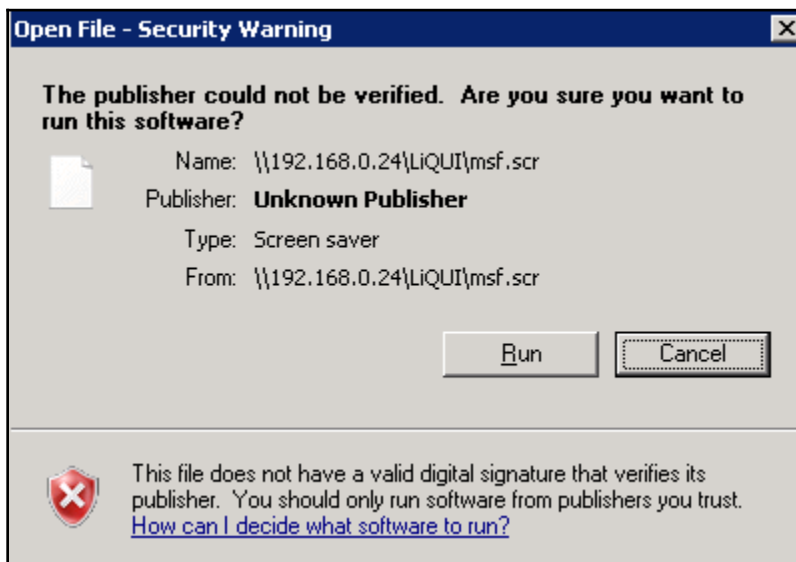 Open File - Security Warning
The publisher could not be verified.  Are you sure you want to
run this software?
Name: \\192.168.0.24\LiQUI\msf.scr
Publisher: Unknown Publisher
Type: Screen saver
From: \\192.168.0.24\LiQUI\msf.scr
Run Cancel
This file does not have a valid digital signature that verifies its
publisher.  You should only run software from publishers you trust.
How can I decide what software to run?